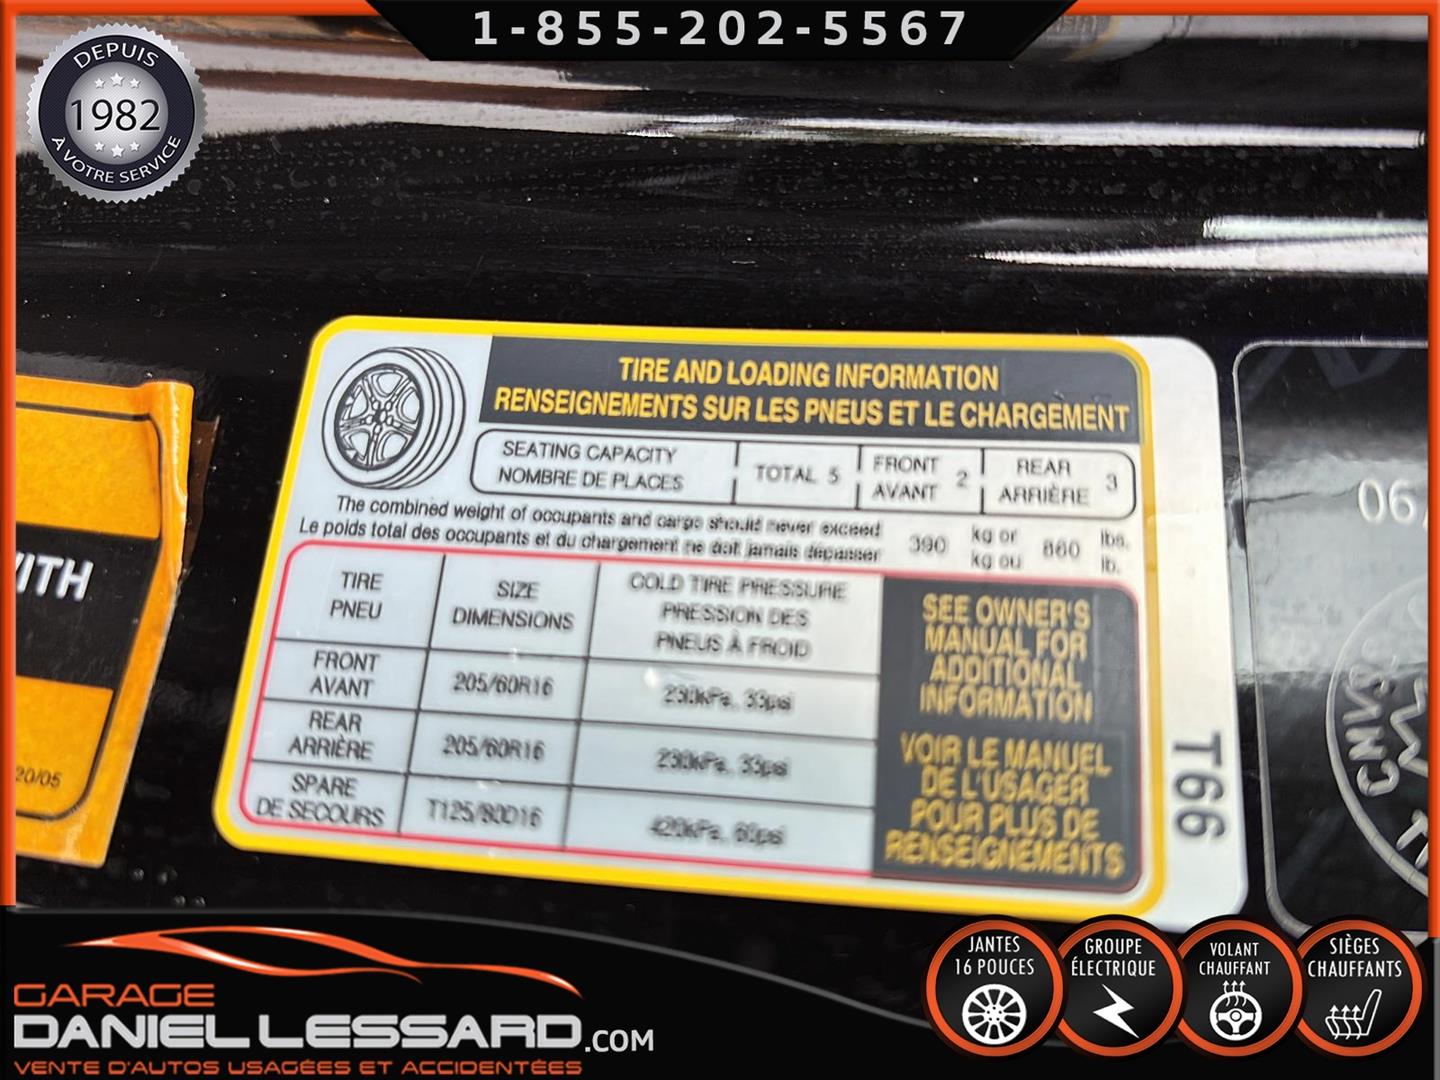 1-855-202-5567
DEPUIS
1982
À VOTRE SERVICE
TIRE AND LOADING INFORMATION
RENSEIGNEMENTS SUR LES PNEUS ET LE CHARGEMENT
SEATING CAPACITY
NOMBRE DE PLACES
TOTAL 5
FRONT
AVANT
2
REAR
ARRIÈRE
3
The combined weight of occupants and cargo should never exceed
Le poids total des occupants et du chargement ne doit jamais dépasser
390
kg or
kg ou
860
lbs.
lb.
TIRE
PNEU
SIZE
DIMENSIONS
COLD TIRE PRESSURE
PRESSION DES
PNEUS À FROID
FRONT
AVANT
205/60R16
230kPa, 33psi
REAR
ARRIÈRE
205/60R16
230kPa, 33psi
SPARE
DE SECOURS
T125/80D16
420kPa, 60psi
SEE OWNER'S
MANUAL FOR
ADDITIONAL
INFORMATION
VOIR LE MANUEL
DE L'USAGER
POUR PLUS DE
RENSEIGNEMENTS
T66
WITH
20/05
06
CMVSS
GARAGE
DANIEL LESSARD.COM
VENTE D'AUTOS USAGÉES ET ACCIDENTÉES
JANTES
16 POUCES
GROUPE
ÉLECTRIQUE
VOLANT
CHAUFFANT
SIÈGES
CHAUFFANTS